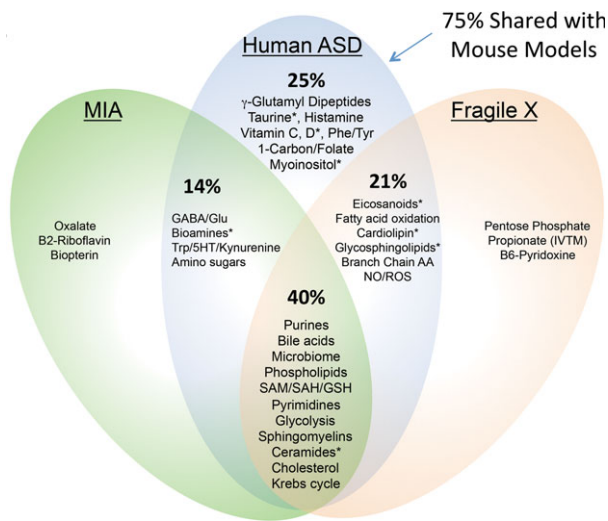 75% Shared with
Mouse Models
Human ASD
25%
γ-Glutamyl Dipeptides
Taurine*, Histamine
Vitamin C, D*, Phe/Tyr
1-Carbon/Folate
Myoinositol*
MIA
Fragile X
14%
GABA/Glu
Bioamines*
Trp/5HT/Kynurenine
Amino sugars
21%
Eicosanoids*
Fatty acid oxidation
Cardiolipin*
Glycosphingolipids*
Branch Chain AA
NO/ROS
Oxalate
B2-Riboflavin
Biopterin
Pentose Phosphate
Propionate (IVTM)
B6-Pyridoxine
40%
Purines
Bile acids
Microbiome
Phospholipids
SAM/SAH/GSH
Pyrimidines
Glycolysis
Sphingomyelins
Ceramides*
Cholesterol
Krebs cycle